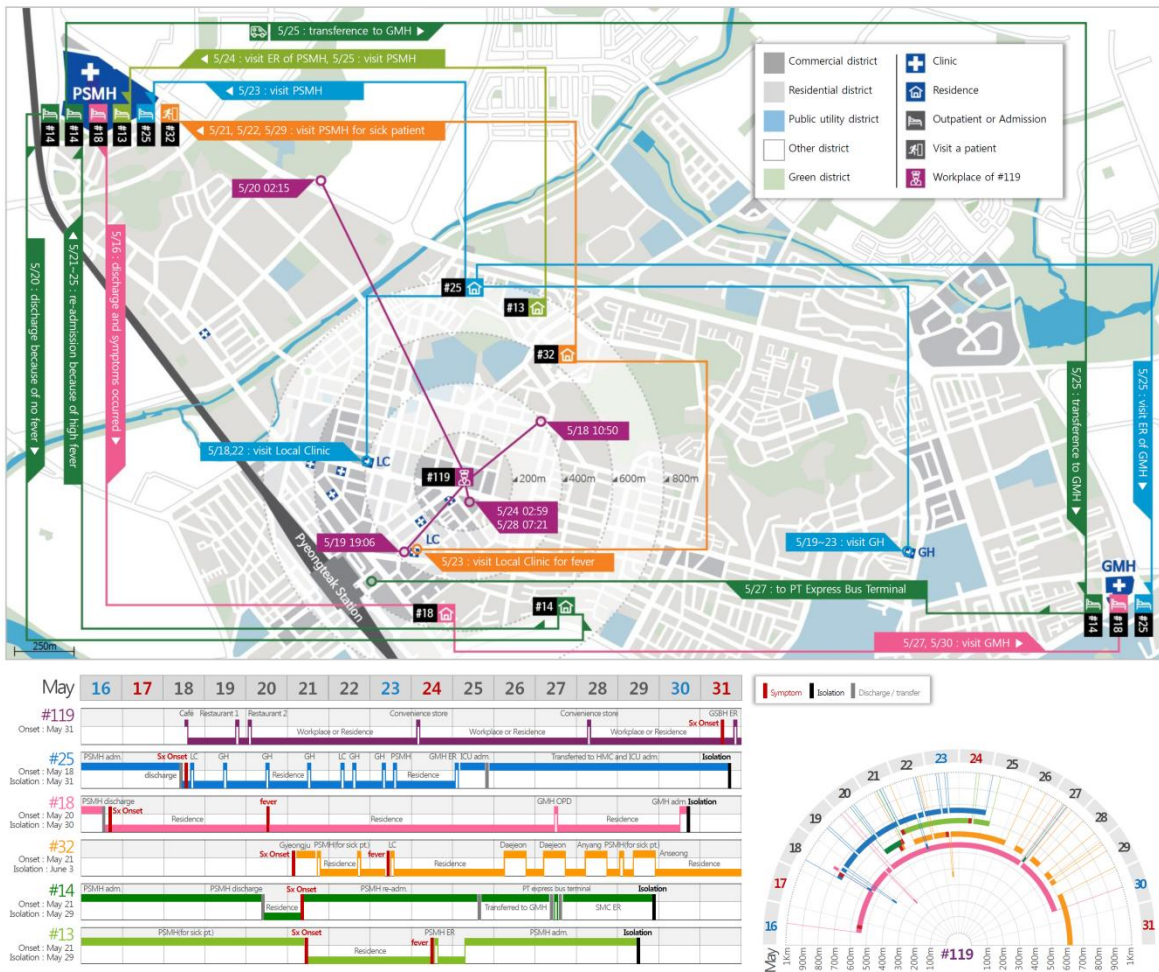 5/25 : transference to GMH ▶
◀ 5/24 : visit ER of PSMH, 5/25 : visit PSMH
◀ 5/23 : visit PSMH
◀ 5/21, 5/22, 5/29 : visit PSMH for sick patient
PSMH
#14
#14
#18
#13
#25
#32
Commercial district
Residential district
Public utility district
Other district
Green district
Clinic
Residence
Outpatient or Admission
Visit a patient
Workplace of #119
5/20 02:15
5/20 : discharge because of no fever ▶
5/21~25 : re-admission because of high fever ▶
5/16 : discharge and symptoms occurred ▶
#25
#13
#32
5/18 10:50
5/18,22 : visit Local Clinic
LC
#119
200m
400m
600m
800m
5/24 02:59
5/28 07:21
5/19 19:06
LC
5/23 : visit Local Clinic for fever
Pyeongteak Station
5/19~23 : visit GH
GH
5/25 : transference to GMH ▶
5/25 : visit ER of GMH ▶
GMH
5/27 : to PT Express Bus Terminal
#18
#14
#14
#18
#25
5/27, 5/30 : visit GMH ▶
250m
May 16 17 18 19 20 21 22 23 24 25 26 27 28 29 30 31
Symptom
Isolation
Discharge / transfer
#119
Onset : May 31
Café
Restaurant 1
Restaurant 2
Convenience store
Convenience store
GSBH ER
Workplace or Residence
Workplace or Residence
Workplace or Residence
Sx Onset
#25
Onset : May 18
Isolation : May 31
PSMH adm.
Sx Onset
LC
GH
GH
GH
LC
GH
GH
PSMH
GMH ER
ICU adm.
Transferred to HMC and ICU adm.
Isolation
discharge
Residence
Residence
#18
Onset : May 20
Isolation : May 30
PSMH discharge
Sx Onset
fever
GMH OPD
GMH adm.
Isolation
Residence
Residence
Residence
#32
Onset : May 21
Isolation : June 3
Gyeongju
PSMH(for sick pt.)
LC
Daejeon
Daejeon
Anyang
PSMH(for sick pt.)
Sx Onset
Residence
fever
Residence
Anseong
Residence
#14
Onset : May 21
Isolation : May 29
PSMH adm.
PSMH discharge
Sx Onset
PSMH re-adm.
PT express bus terminal
Isolation
Residence
Transferred to GMH
SMC ER
#13
Onset : May 21
Isolation : May 29
PSMH(for sick pt.)
Sx Onset
PSMH ER
PSMH adm.
Isolation
Residence
fever
16
17
18
19
20
21
22
23
24
25
26
27
28
29
30
31
May
1Km
900m
800m
700m
600m
500m
400m
300m
200m
100m
#119
100m
200m
300m
400m
500m
600m
700m
800m
900m
1Km